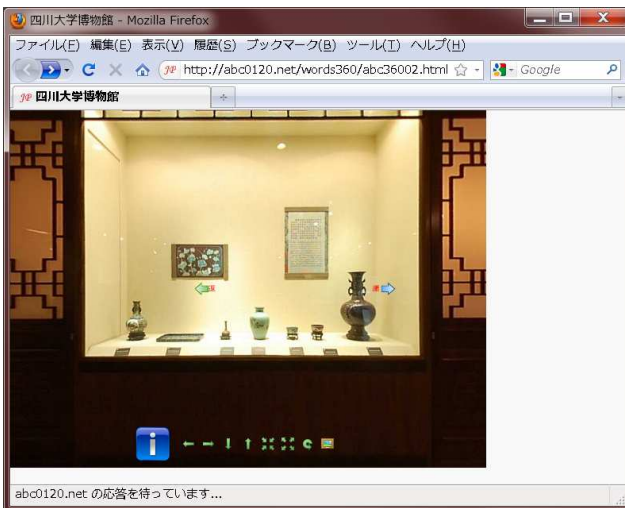 四川大学博物館 - Mozilla Firefox
ファイル(F) 編集(E) 表示(V) 履歴(S) ブックマーク(B) ツール(T) ヘルプ(H)
JP http://abc0120.net/words360/abc36002.html Google
JP 四川大学博物館
i
abc0120.net の応答を待っています...